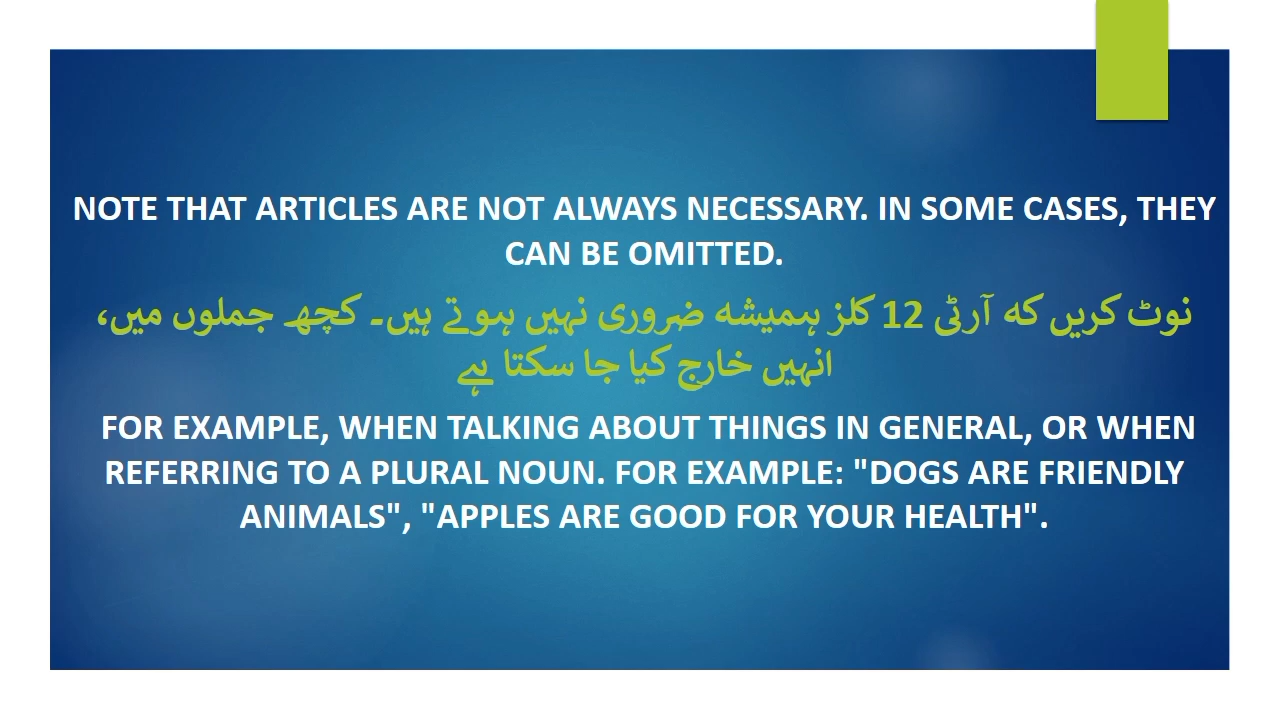 NOTE THAT ARTICLES ARE NOT ALWAYS NECESSARY. IN SOME CASES, THEY
CAN BE OMITTED.
نوٹ کریں کہ آرٹی 12 کلز ہمیشہ ضروری نہیں ہوتے ہیں۔ کچھ جملوں میں،
انہیں خارج کیا جا سکتا ہے
FOR EXAMPLE, WHEN TALKING ABOUT THINGS IN GENERAL, OR WHEN
REFERRING TO A PLURAL NOUN. FOR EXAMPLE: "DOGS ARE FRIENDLY
ANIMALS", "APPLES ARE GOOD FOR YOUR HEALTH".